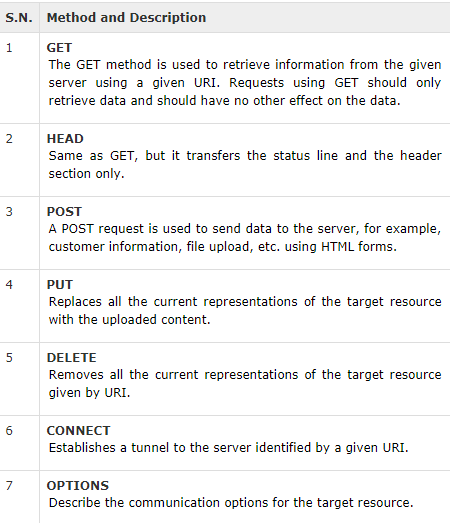 S.N. Method and Description
1 GET
The GET method is used to retrieve information from the given
server using a given URI. Requests using GET should only
retrieve data and should have no other effect on the data.
2 HEAD
Same as GET, but it transfers the status line and the header
section only.
3 POST
A POST request is used to send data to the server, for example,
customer information, file upload, etc. using HTML forms.
4 PUT
Replaces all the current representations of the target resource
with the uploaded content.
5 DELETE
Removes all the current representations of the target resource
given by URI.
6 CONNECT
Establishes a tunnel to the server identified by a given URI.
7 OPTIONS
Describe the communication options for the target resource.